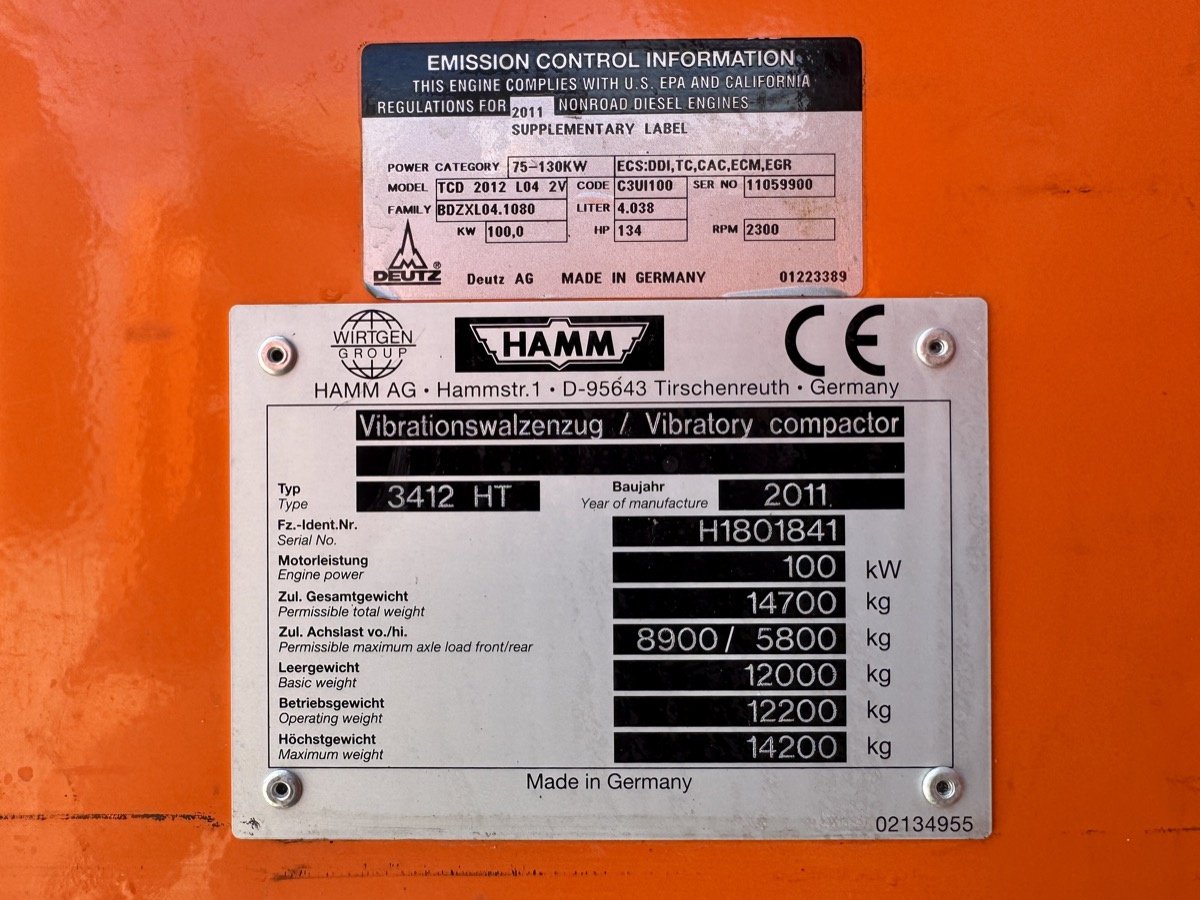 EMISSION CONTROL INFORMATION
THIS ENGINE COMPLIES WITH U.S. EPA AND CALIFORNIA
REGULATIONS FOR 2011 NONROAD DIESEL ENGINES
SUPPLEMENTARY LABEL
POWER CATEGORY 75-130KW ECS:DDI,TC,CAC,ECM,EGR
MODEL TCD 2012 L04 2V CODE C3UI100 SER NO 11059900
FAMILY BDZXL04.1080 LITER 4.038
KW 100,0 HP 134 RPM 2300
DEUTZ® Deutz AG MADE IN GERMANY 01223389
WIRTGEN
GROUP
HAMM
CE
HAMM AG · Hammstr.1 · D-95643 Tirschenreuth · Germany
Vibrationswalzenzug / Vibratory compactor
Typ
Type
3412 HT
Baujahr
Year of manufacture
2011
Fz.-Ident.Nr.
Serial No.
H1801841
Motorleistung
Engine power
100 kW
Zul. Gesamtgewicht
Permissible total weight
14700 kg
Zul. Achslast vo./hi.
Permissible maximum axle load front/rear
8900/ 5800 kg
Leergewicht
Basic weight
12000 kg
Betriebsgewicht
Operating weight
12200 kg
Höchstgewicht
Maximum weight
14200 kg
Made in Germany
02134955